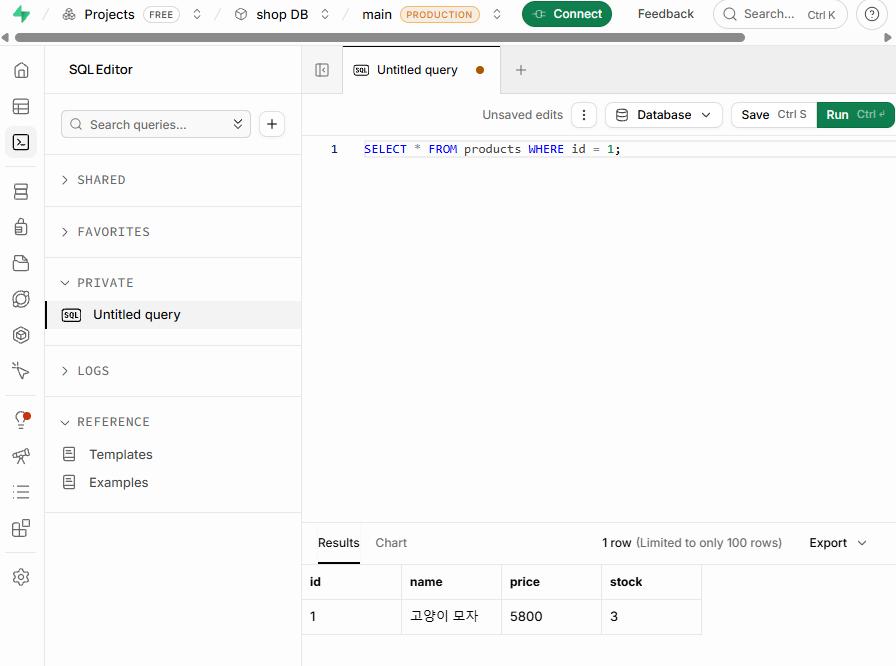 Projects FREE shop DB main PRODUCTION Connect Feedback Search... Ctrl K ?
SQL Editor
SQL Untitled query
Search queries...
Unsaved edits Database Save Ctrl S Run Ctrl ↵
1 SELECT * FROM products WHERE id = 1;
SHARED
FAVORITES
PRIVATE
SQL Untitled query
LOGS
REFERENCE
Templates
Examples
Results Chart 1 row (Limited to only 100 rows) Export
id name price stock
1 고양이 모자 5800 3